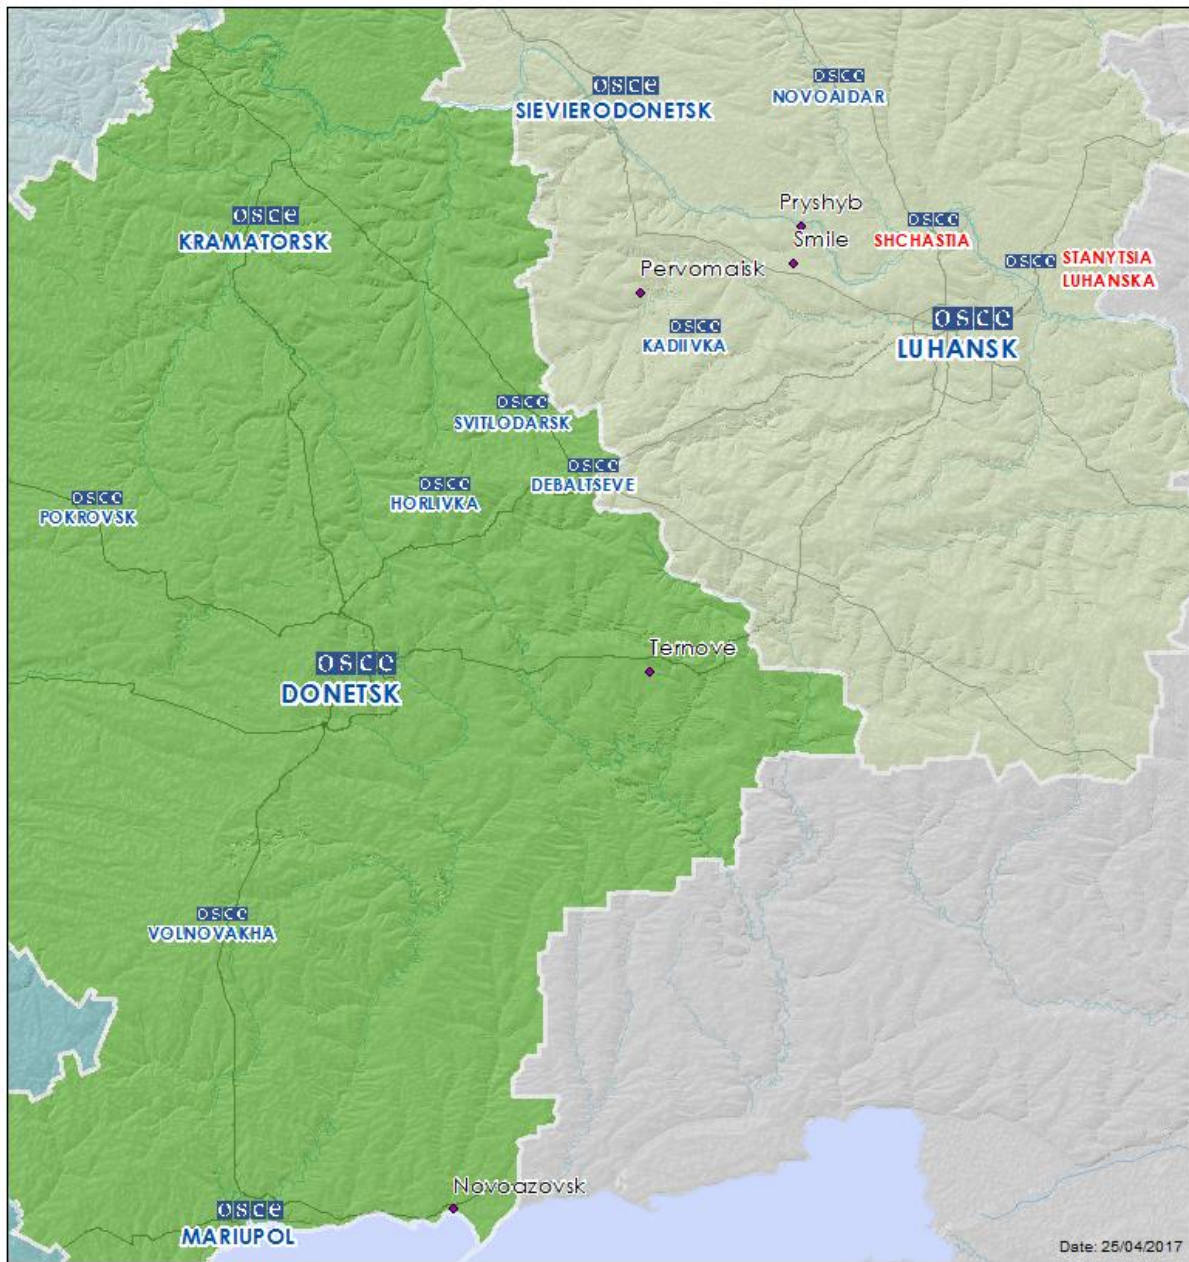 osce
SIEVIERODONETSK
osce
NOVOAIDAR
osce
KRAMATORSK
Pryshyb
Smile
osce
SHCHASTIA
osce
STANYTSIA
LUHANSKA
Pervomaisk
osce
KADIIVKA
osce
LUHANSK
osce
SVITLODARSK
osce
DEBALTSEVE
osce
HORLIVKA
osce
POKROVSK
Ternove
osce
DONETSK
osce
VOLNOVAKHA
Novoazovsk
osce
MARIUPOL
Date: 25/04/2017